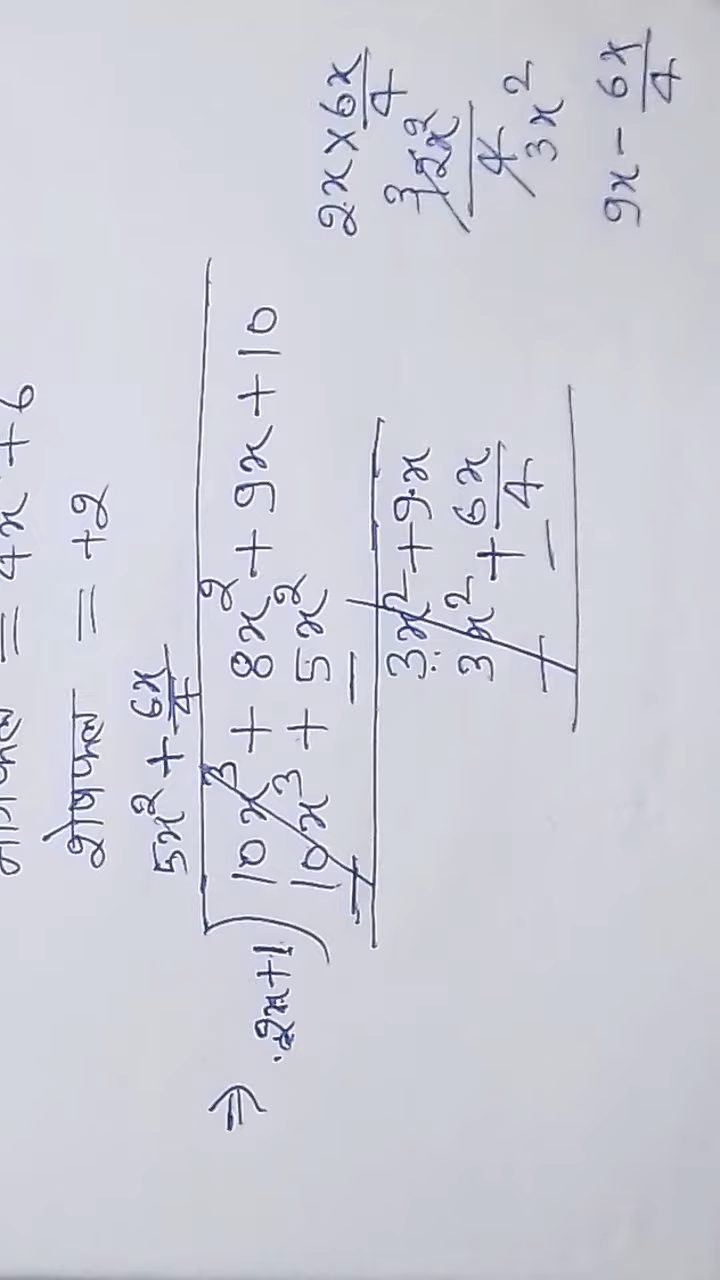 = 4x + 6
शेषफल = +2
5x² + 6x/4
⇒ 2x+1 ) 10x³ + 8x² + 9x + 10
10x³ + 5x²
− −
3x² + 9x
3x² + 6x/4
− −
2x × 6x/4
3 12x²/4
3x²
9x − 6x/4